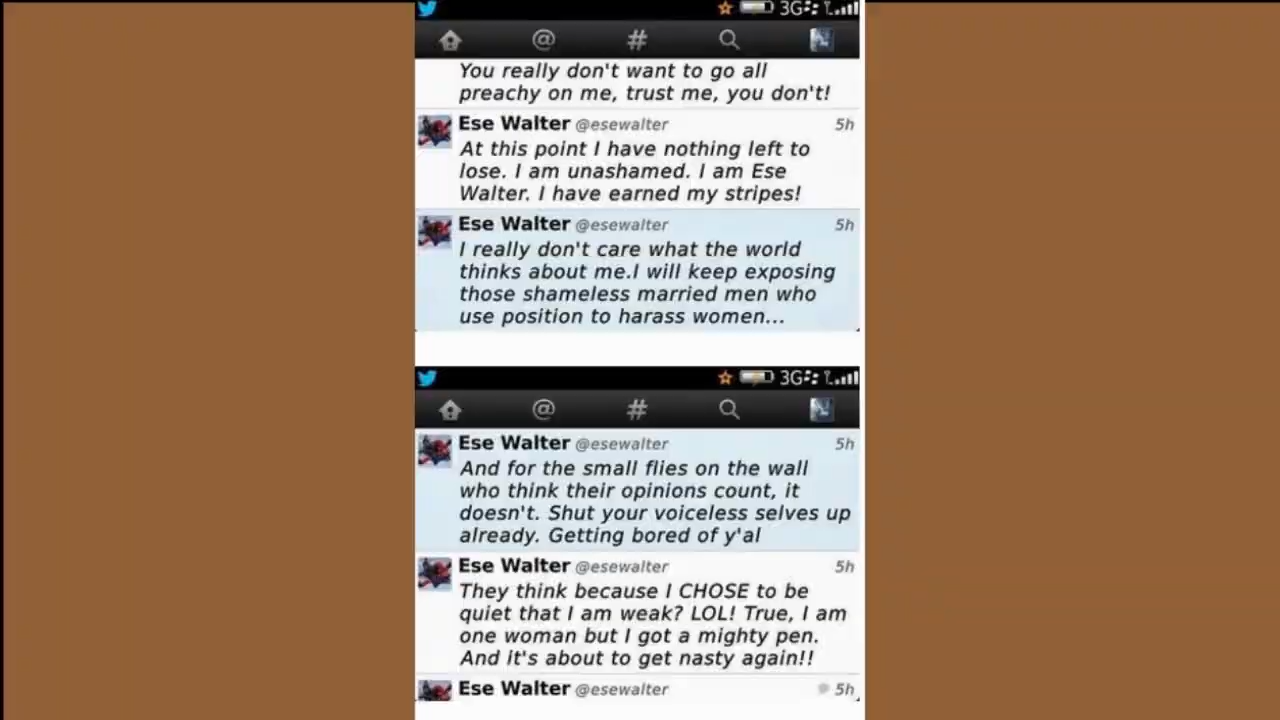 3G
@ #
You really don't want to go all
preachy on me, trust me, you don't!
Ese Walter @esewalter 5h
At this point I have nothing left to
lose. I am unashamed. I am Ese
Walter. I have earned my stripes!
Ese Walter @esewalter 5h
I really don't care what the world
thinks about me.I will keep exposing
those shameless married men who
use position to harass women...
3G
@ #
Ese Walter @esewalter 5h
And for the small flies on the wall
who think their opinions count, it
doesn't. Shut your voiceless selves up
already. Getting bored of y'al
Ese Walter @esewalter 5h
They think because I CHOSE to be
quiet that I am weak? LOL! True, I am
one woman but I got a mighty pen.
And it's about to get nasty again!!
Ese Walter @esewalter 5h